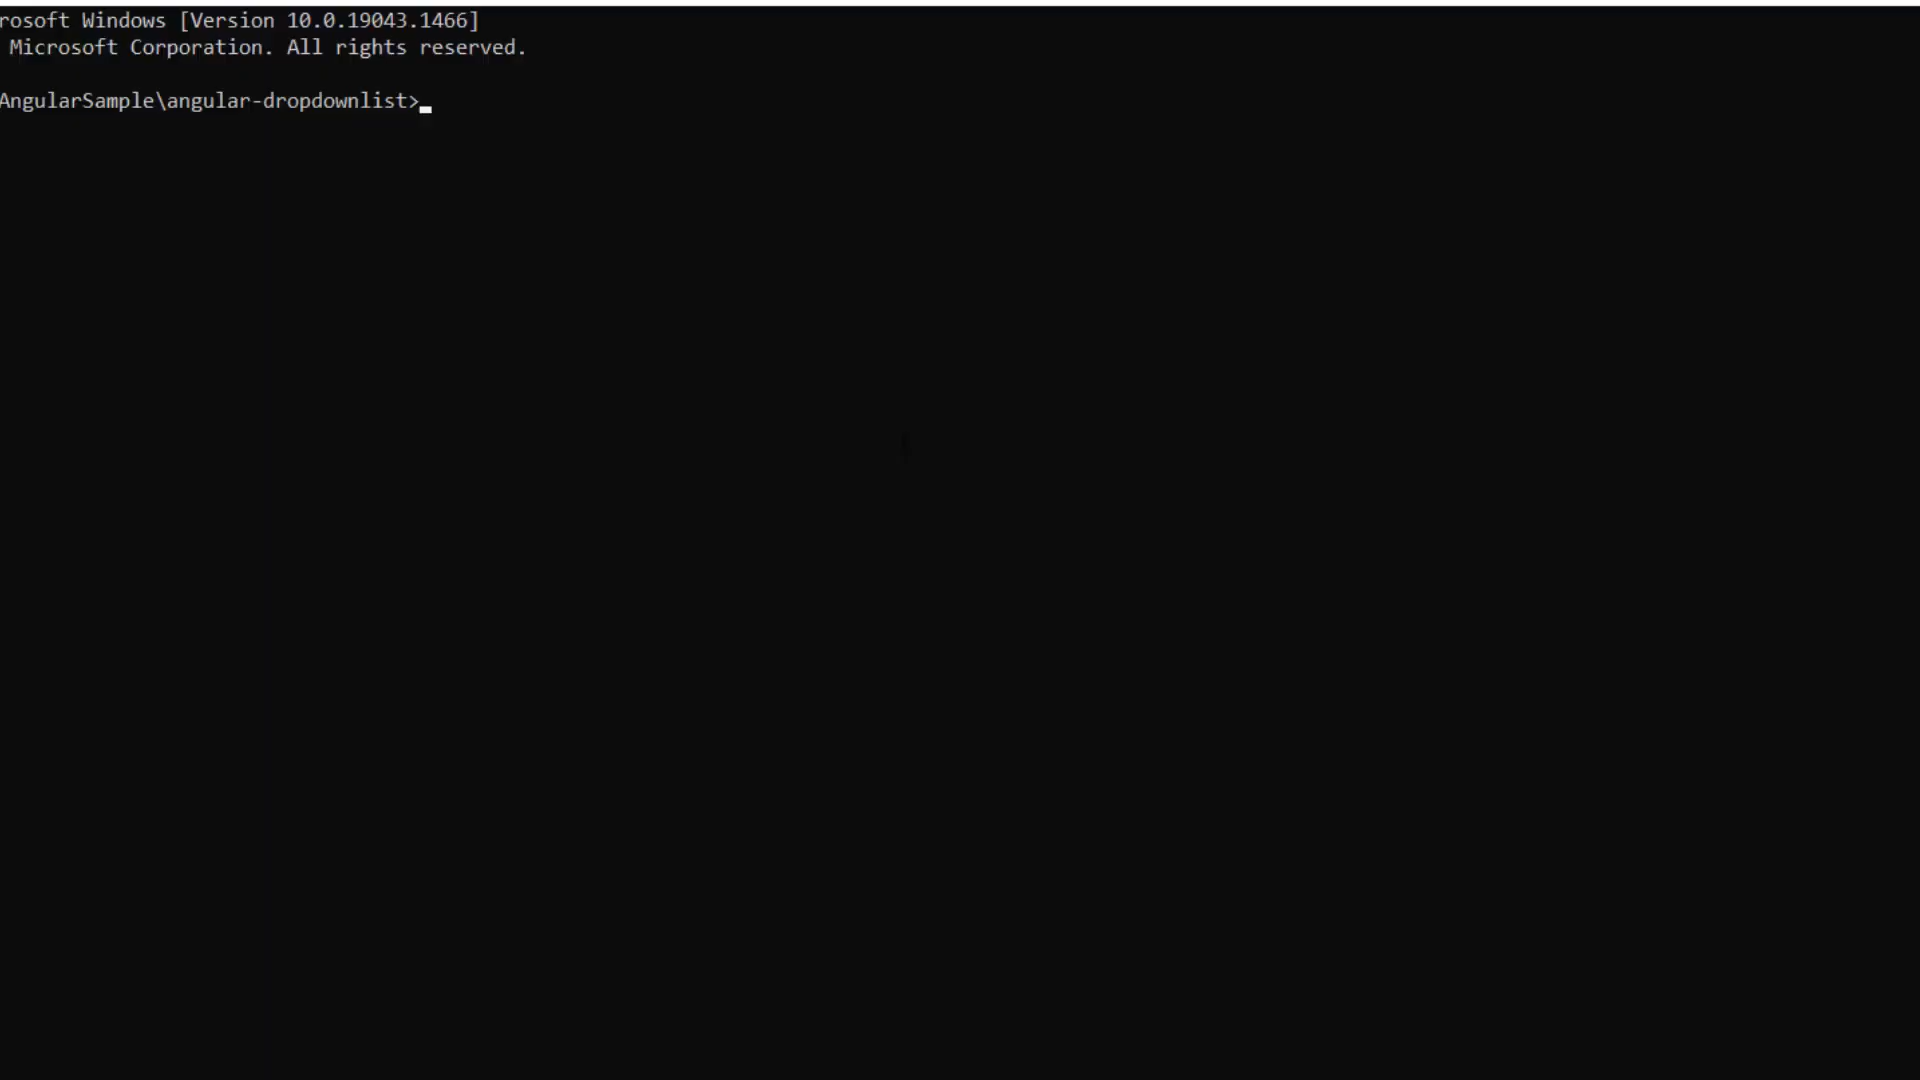 rosoft Windows [Version 10.0.19043.1466]
Microsoft Corporation. All rights reserved.
AngularSample\angular-dropdownlist>